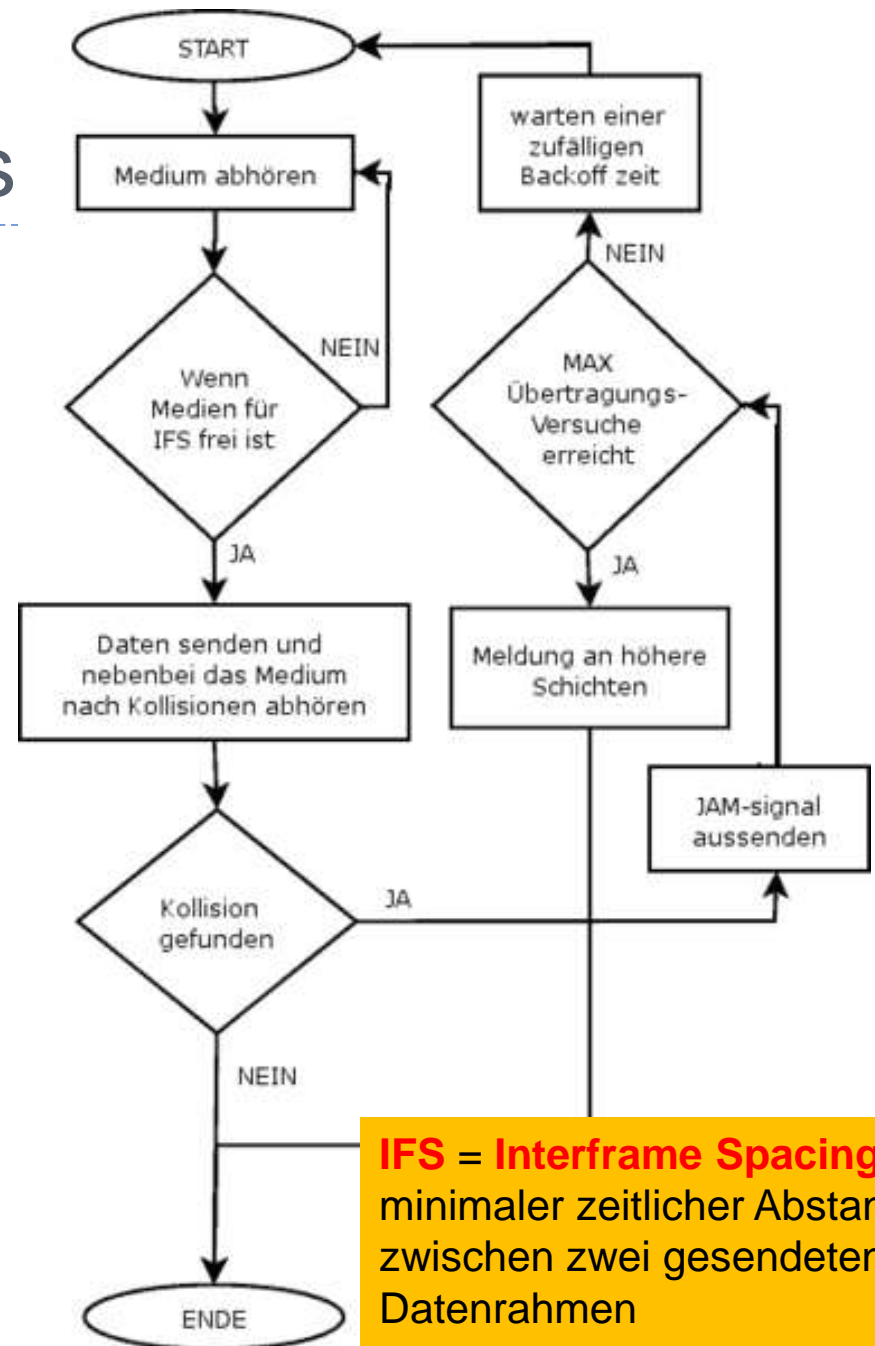 START
Medium abhören
NEIN
Wenn
Medien für
IFS frei ist
JA
Daten senden und
nebenbei das Medium
nach Kollisionen abhören
Kollision
gefunden
JA
NEIN
ENDE
warten einer
zufälligen
Backoff zeit
NEIN
MAX
Übertragungs-
Versuche
erreicht
JA
Meldung an höhere
Schichten
JAM-signal
aussenden
IFS = Interframe Spacing
minimaler zeitlicher
zwischen zwei
Datenrahmen